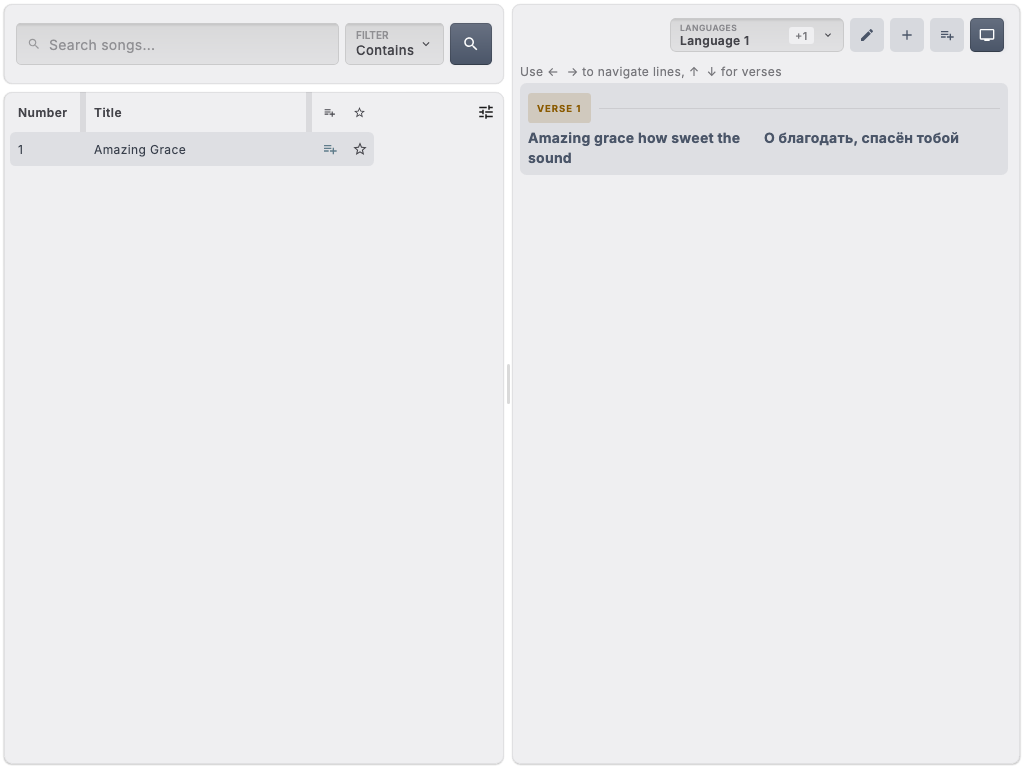 Search songs...
FILTER
Contains
Number
Title
1
Amazing Grace
LANGUAGES
Language 1
+1
Use ← → to navigate lines, ↑ ↓ for verses
VERSE 1
Amazing grace how sweet the
sound
О благодать, спасён тобой